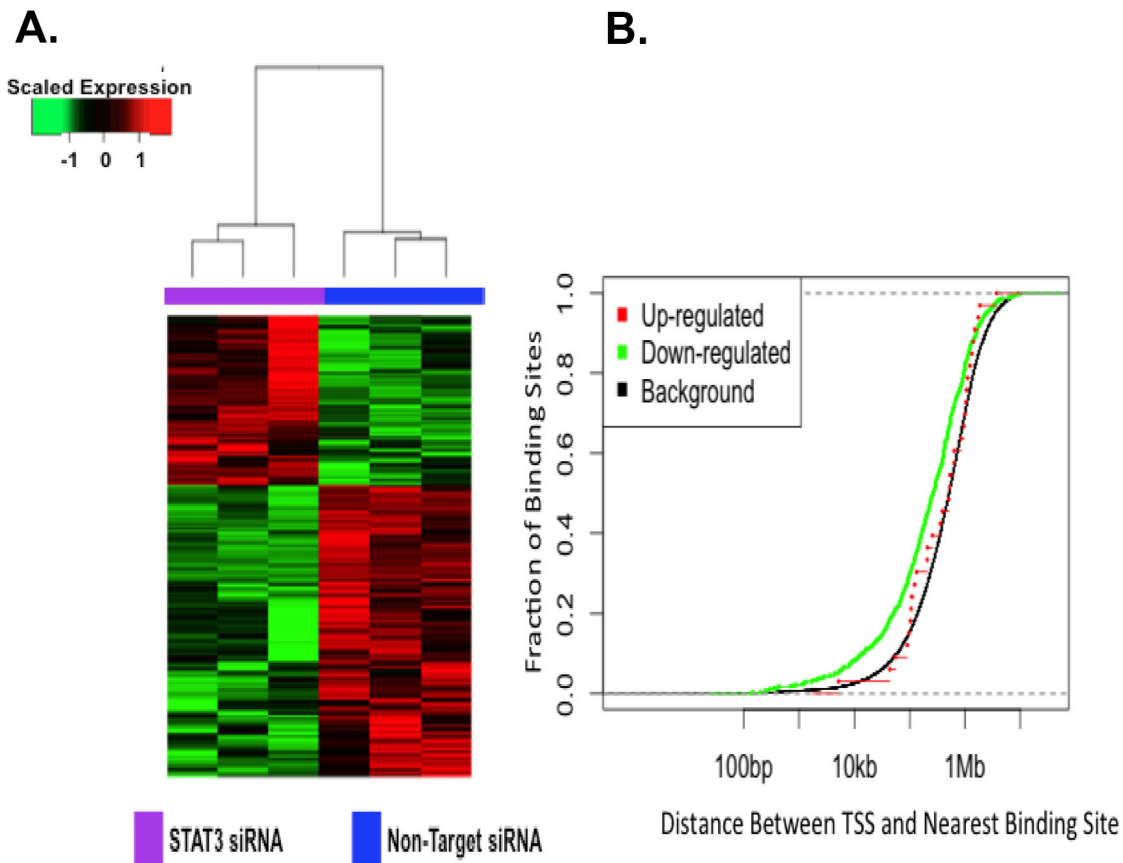 A.
B.
Scaled Expression
-1 0 1
Up-regulated
Down-regulated
Background
Fraction of Binding Sites
0.0 0.2 0.4 0.6 0.8 1.0
100bp 10kb 1Mb
Distance Between TSS and Nearest Binding Site
STAT3 siRNA
Non-Target siRNA